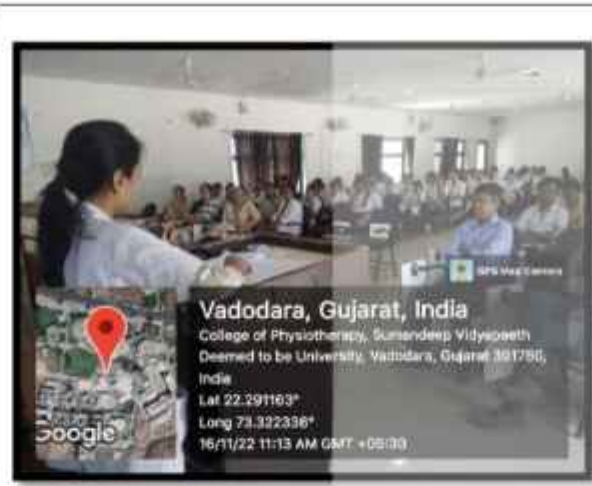 GPS Map Camera
Vadodara, Gujarat, India
College of Physiotherapy, Sumandeep Vidyapeeth
Deemed to be University, Vadodara, Gujarat 391760,
India
Lat 22.291163°
Long 73.322336°
16/11/22 11:13 AM GMT +05:30
Google